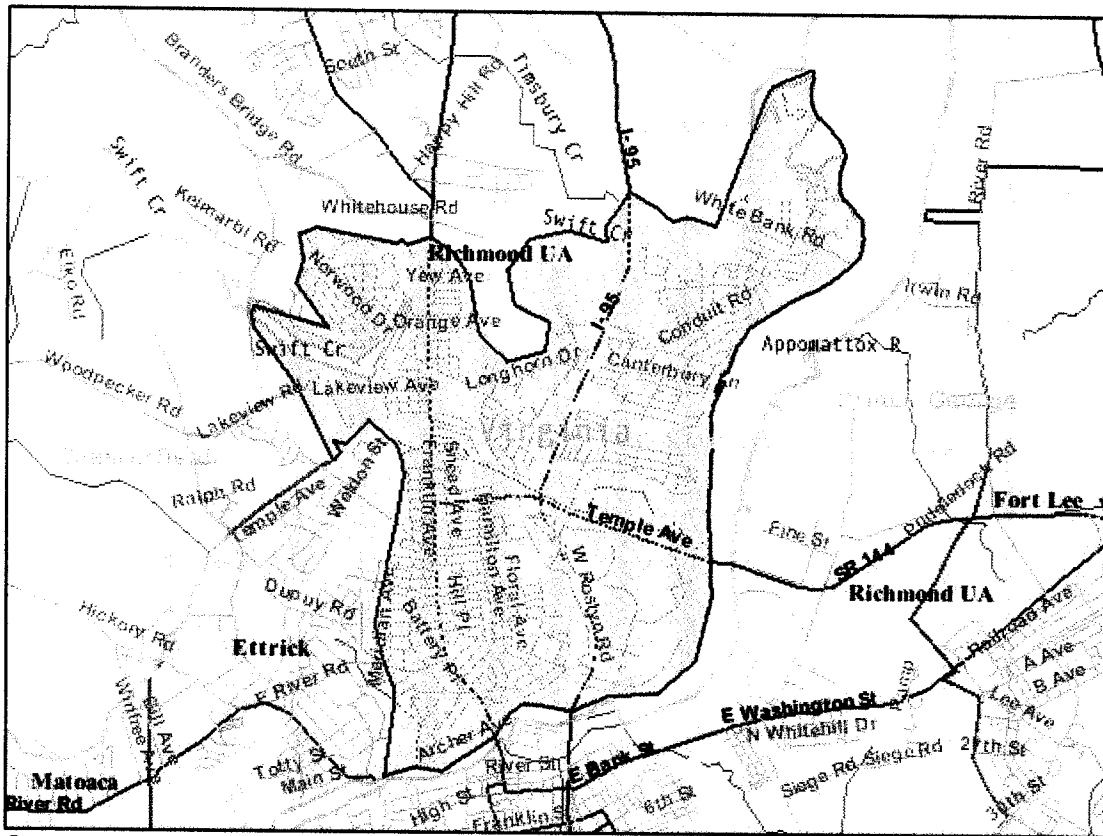 South St
Branders Bridge Rd
Happy Hill Rd
Timsbury Cr
I-95
River Rd
Swift Cr
Kelmarbi Rd
Whitehouse Rd
Swift Cr
White Bank Rd
Richmond UA
Elko Rd
Norwood Dr
Yew Ave
Orange Ave
I-95
Conduit Rd
Irwin Rd
Swift Cr
Appomattox R
Woodpecker Rd
Lakeview Rd
Lakeview Ave
Longhorn Dr
Canterbury Ln
Virginia
Ralph Rd
Temple Ave
Weldon St
Franklin Ave
Snead Ave
Hamilton Ave
Temple Ave
Pine St
Puddledock Rd
Fort Lee
SR 144
Richmond UA
Dupuy Rd
Hill Pl
Floral Ave
W Roslyn Rd
Hickory Rd
Ettrick
E River Rd
Battery Pl
Railroad Ave
A Ave
B Ave
Lee Ave
Winfree Ave
E Washington St
N Whitehill Dr
Archer Ave
Totty St
Main St
River St
E Bank St
Siege Rd
Siege Rd
27th St
Matoaca
River Rd
High St
Franklin S
6th St